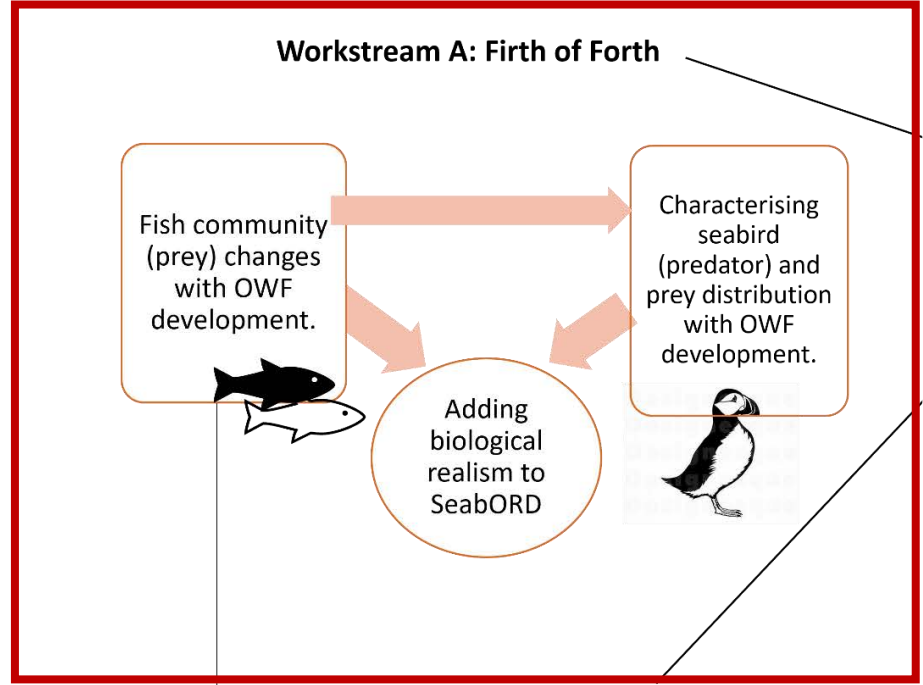 Workstream A: Firth of Forth
Fish community
(prey) changes
with OWF
development.
Characterising
seabird
(predator) and
prey distribution
with OWF
development.
Adding
biological
realism to
SeabORD